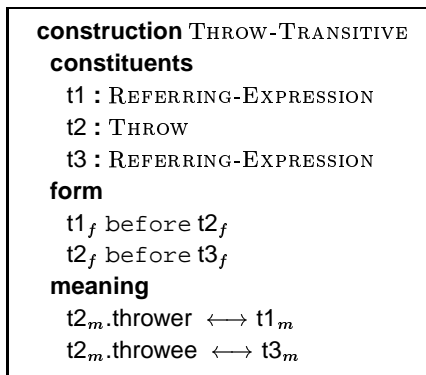 construction THROW-TRANSITIVE
constituents
t1 : REFERRING-EXPRESSION
t2 : THROW
t3 : REFERRING-EXPRESSION
form
t1f before t2f
t2f before t3f
meaning
t2m.thrower ⟷ t1m
t2m.throwee ⟷ t3m